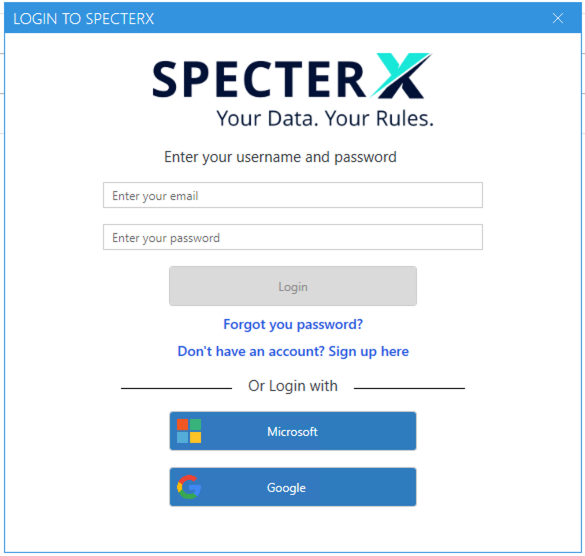 LOGIN TO SPECTERX
SPECTERX
Your Data. Your Rules.
Enter your username and password
Enter your email
Enter your password
Login
Forgot you password?
Don't have an account? Sign up here
Or Login with
Microsoft
Google